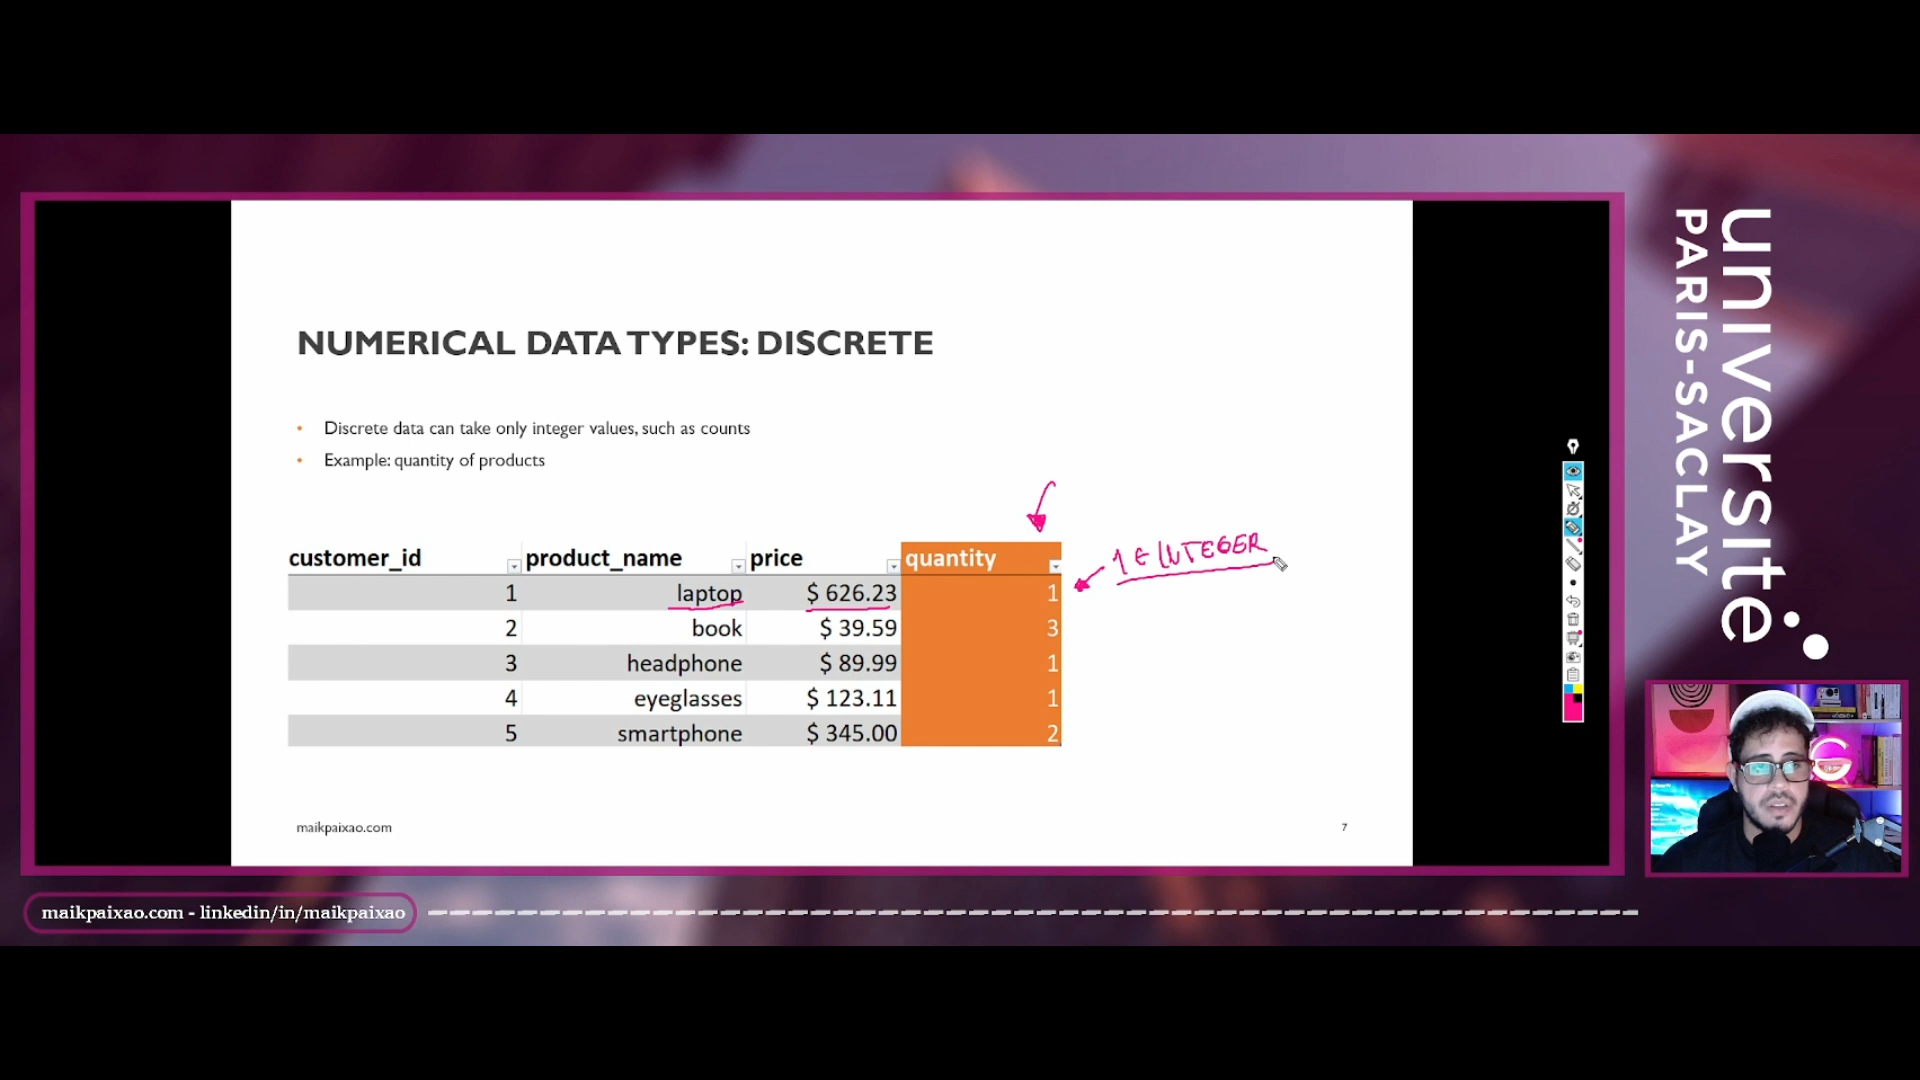 NUMERICAL DATA TYPES: DISCRETE
• Discrete data can take only integer values, such as counts
• Example: quantity of products
1 ∈ INTEGER
customer_id product_name price quantity
1 laptop $ 626.23 1
2 book $ 39.59 3
3 headphone $ 89.99 1
4 eyeglasses $ 123.11 1
5 smartphone $ 345.00 2
maikpaixao.com
7
universite
PARIS-SACLAY
maikpaixao.com - linkedin/in/maikpaixao